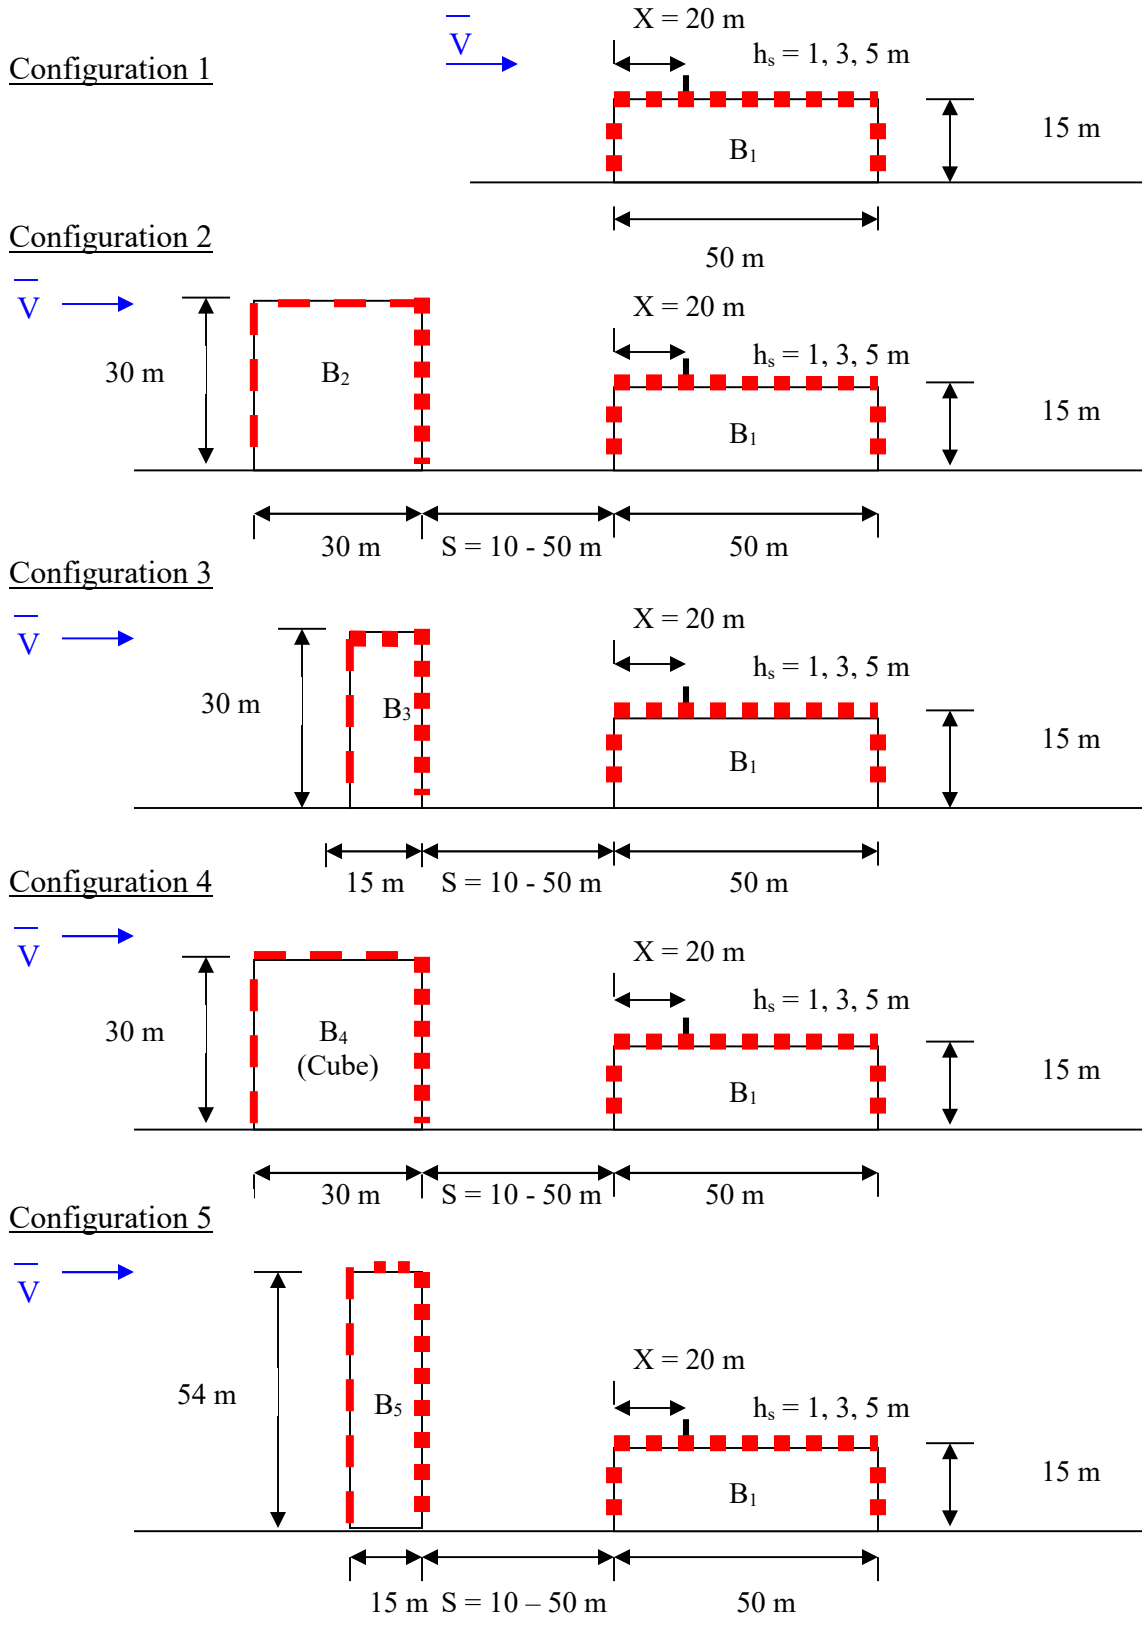 X = 20 m
V
hₛ = 1, 3, 5 m
Configuration 1
15 m
B₁
Configuration 2
50 m
V
X = 20 m
hₛ = 1, 3, 5 m
30 m
B₂
15 m
B₁
30 m
S = 10 - 50 m
50 m
Configuration 3
V
X = 20 m
hₛ = 1, 3, 5 m
30 m
B₃
15 m
B₁
15 m
S = 10 - 50 m
50 m
Configuration 4
V
X = 20 m
hₛ = 1, 3, 5 m
30 m
B₄
(Cube)
15 m
B₁
30 m
S = 10 - 50 m
50 m
Configuration 5
V
X = 20 m
hₛ = 1, 3, 5 m
54 m
B₅
15 m
B₁
15 m
S = 10 – 50 m
50 m